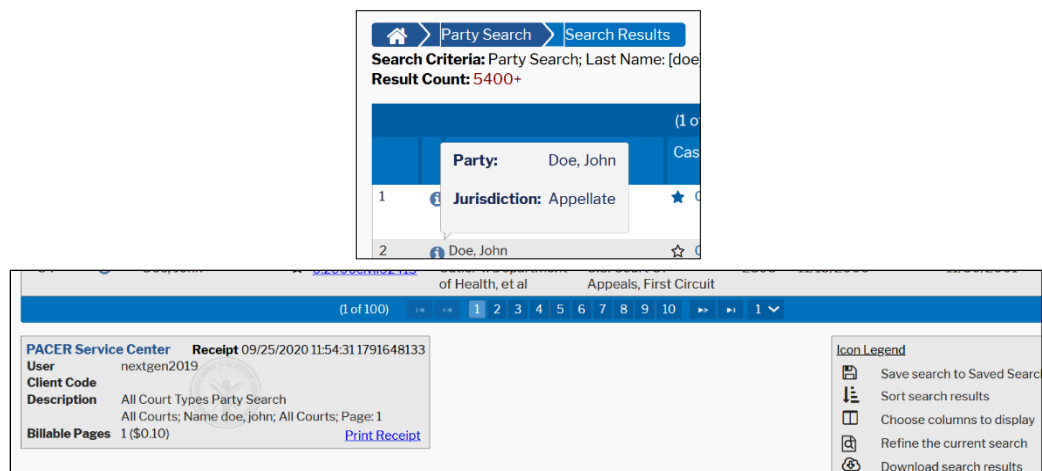 Party Search Search Results
Search Criteria: Party Search; Last Name: [doe
Result Count: 5400+
(1 o
Cas
Party: Doe, John
Jurisdiction: Appellate
1
2 Doe, John
of Health, et al Appeals, First Circuit
(1 of 100) 1 2 3 4 5 6 7 8 9 10 1
PACER Service Center Receipt 09/25/2020 11:54:31 1791648133
User nextgen2019
Client Code
Description All Court Types Party Search
All Courts; Name doe, john; All Courts; Page: 1
Billable Pages 1 ($0.10) Print Receipt
Icon Legend
Save search to Saved Searc
Sort search results
Choose columns to display
Refine the current search
Download search results